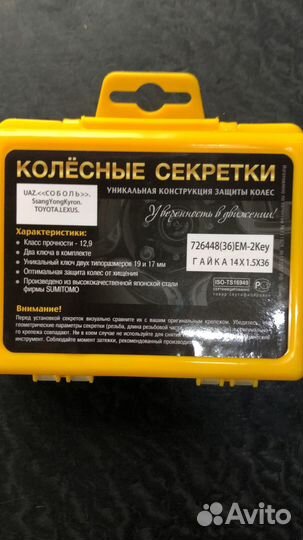 КОЛЁСНЫЕ СЕКРЕТКИ
УНИКАЛЬНАЯ КОНСТРУКЦИЯ ЗАЩИТЫ КОЛЕС
UAZ.<<СОБОЛЬ>>.
SsangYongKyron.
TOYOTA.LEXUS.
Уверенность в движении!
Характеристики:
• Класс прочности - 12,9
• Два ключа в комплекте
• Уникальный ключ двух типоразмеров 19 и 17 мм
• Оптимальная защита колес от хищения
• Произведено из высококачественной японской стали
фирмы SUMITOMO
726448(36)EM-2Key
ГАЙКА 14X1.5X36
ISO-TS16949
РСТ
Внимание!
Перед установкой секреток визуально сравните их с вашим оригинальным крепежом. Убедитесь, что
геометрические параметры секретки (резьба, длина резьбовой части
го крепежа совпадают. Ни в коем случае не
инструмент. Соблюдайте момент затяжки, рекомендованный производителем
Avito